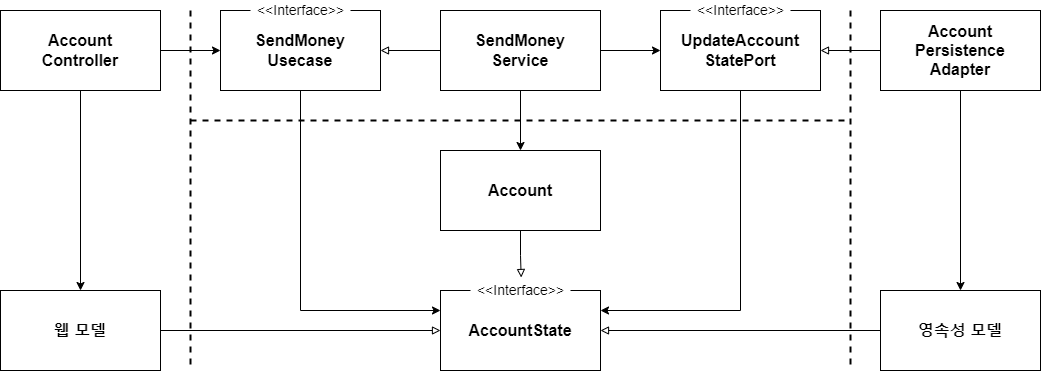 Account
Controller
<<Interface>>
SendMoney
Usecase
SendMoney
Service
<<Interface>>
UpdateAccount
StatePort
Account
Persistence
Adapter
Account
웹 모델
<<Interface>>
AccountState
영속성 모델